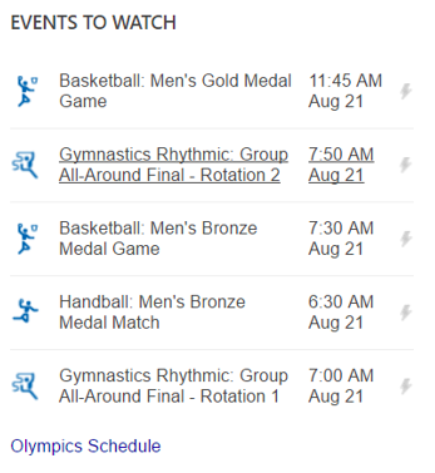 EVENTS TO WATCH
Basketball: Men's Gold Medal 11:45 AM
Game Aug 21
Gymnastics Rhythmic: Group 7:50 AM
All-Around Final - Rotation 2 Aug 21
Basketball: Men's Bronze 7:30 AM
Medal Game Aug 21
Handball: Men's Bronze 6:30 AM
Medal Match Aug 21
Gymnastics Rhythmic: Group 7:00 AM
All-Around Final - Rotation 1 Aug 21
Olympics Schedule